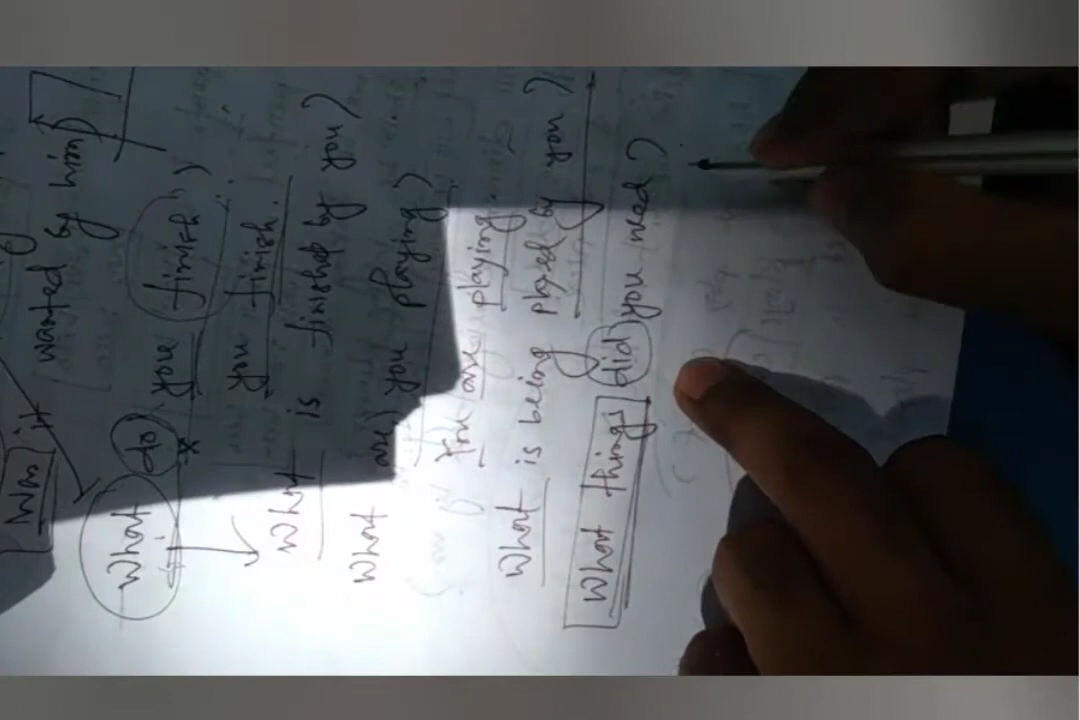 Was it wanted by him?
What do you finish?
you finish.
What is finished by you?
What are you playing?
You are playing.
What is being played by you?
What things did you need?